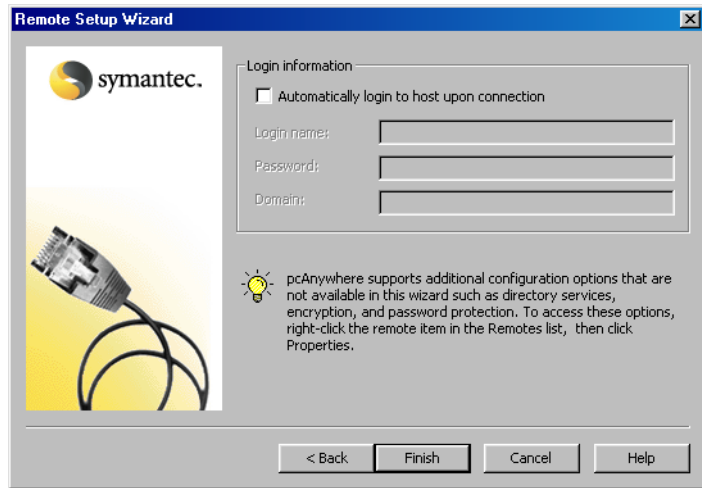 Remote Setup Wizard
symantec.
Login information
Automatically login to host upon connection
Login name:
Password:
Domain:
pcAnywhere supports additional configuration options that are
not available in this wizard such as directory services,
encryption, and password protection. To access these options,
right-click the remote item in the Remotes list, then click
Properties.
< Back
Finish
Cancel
Help